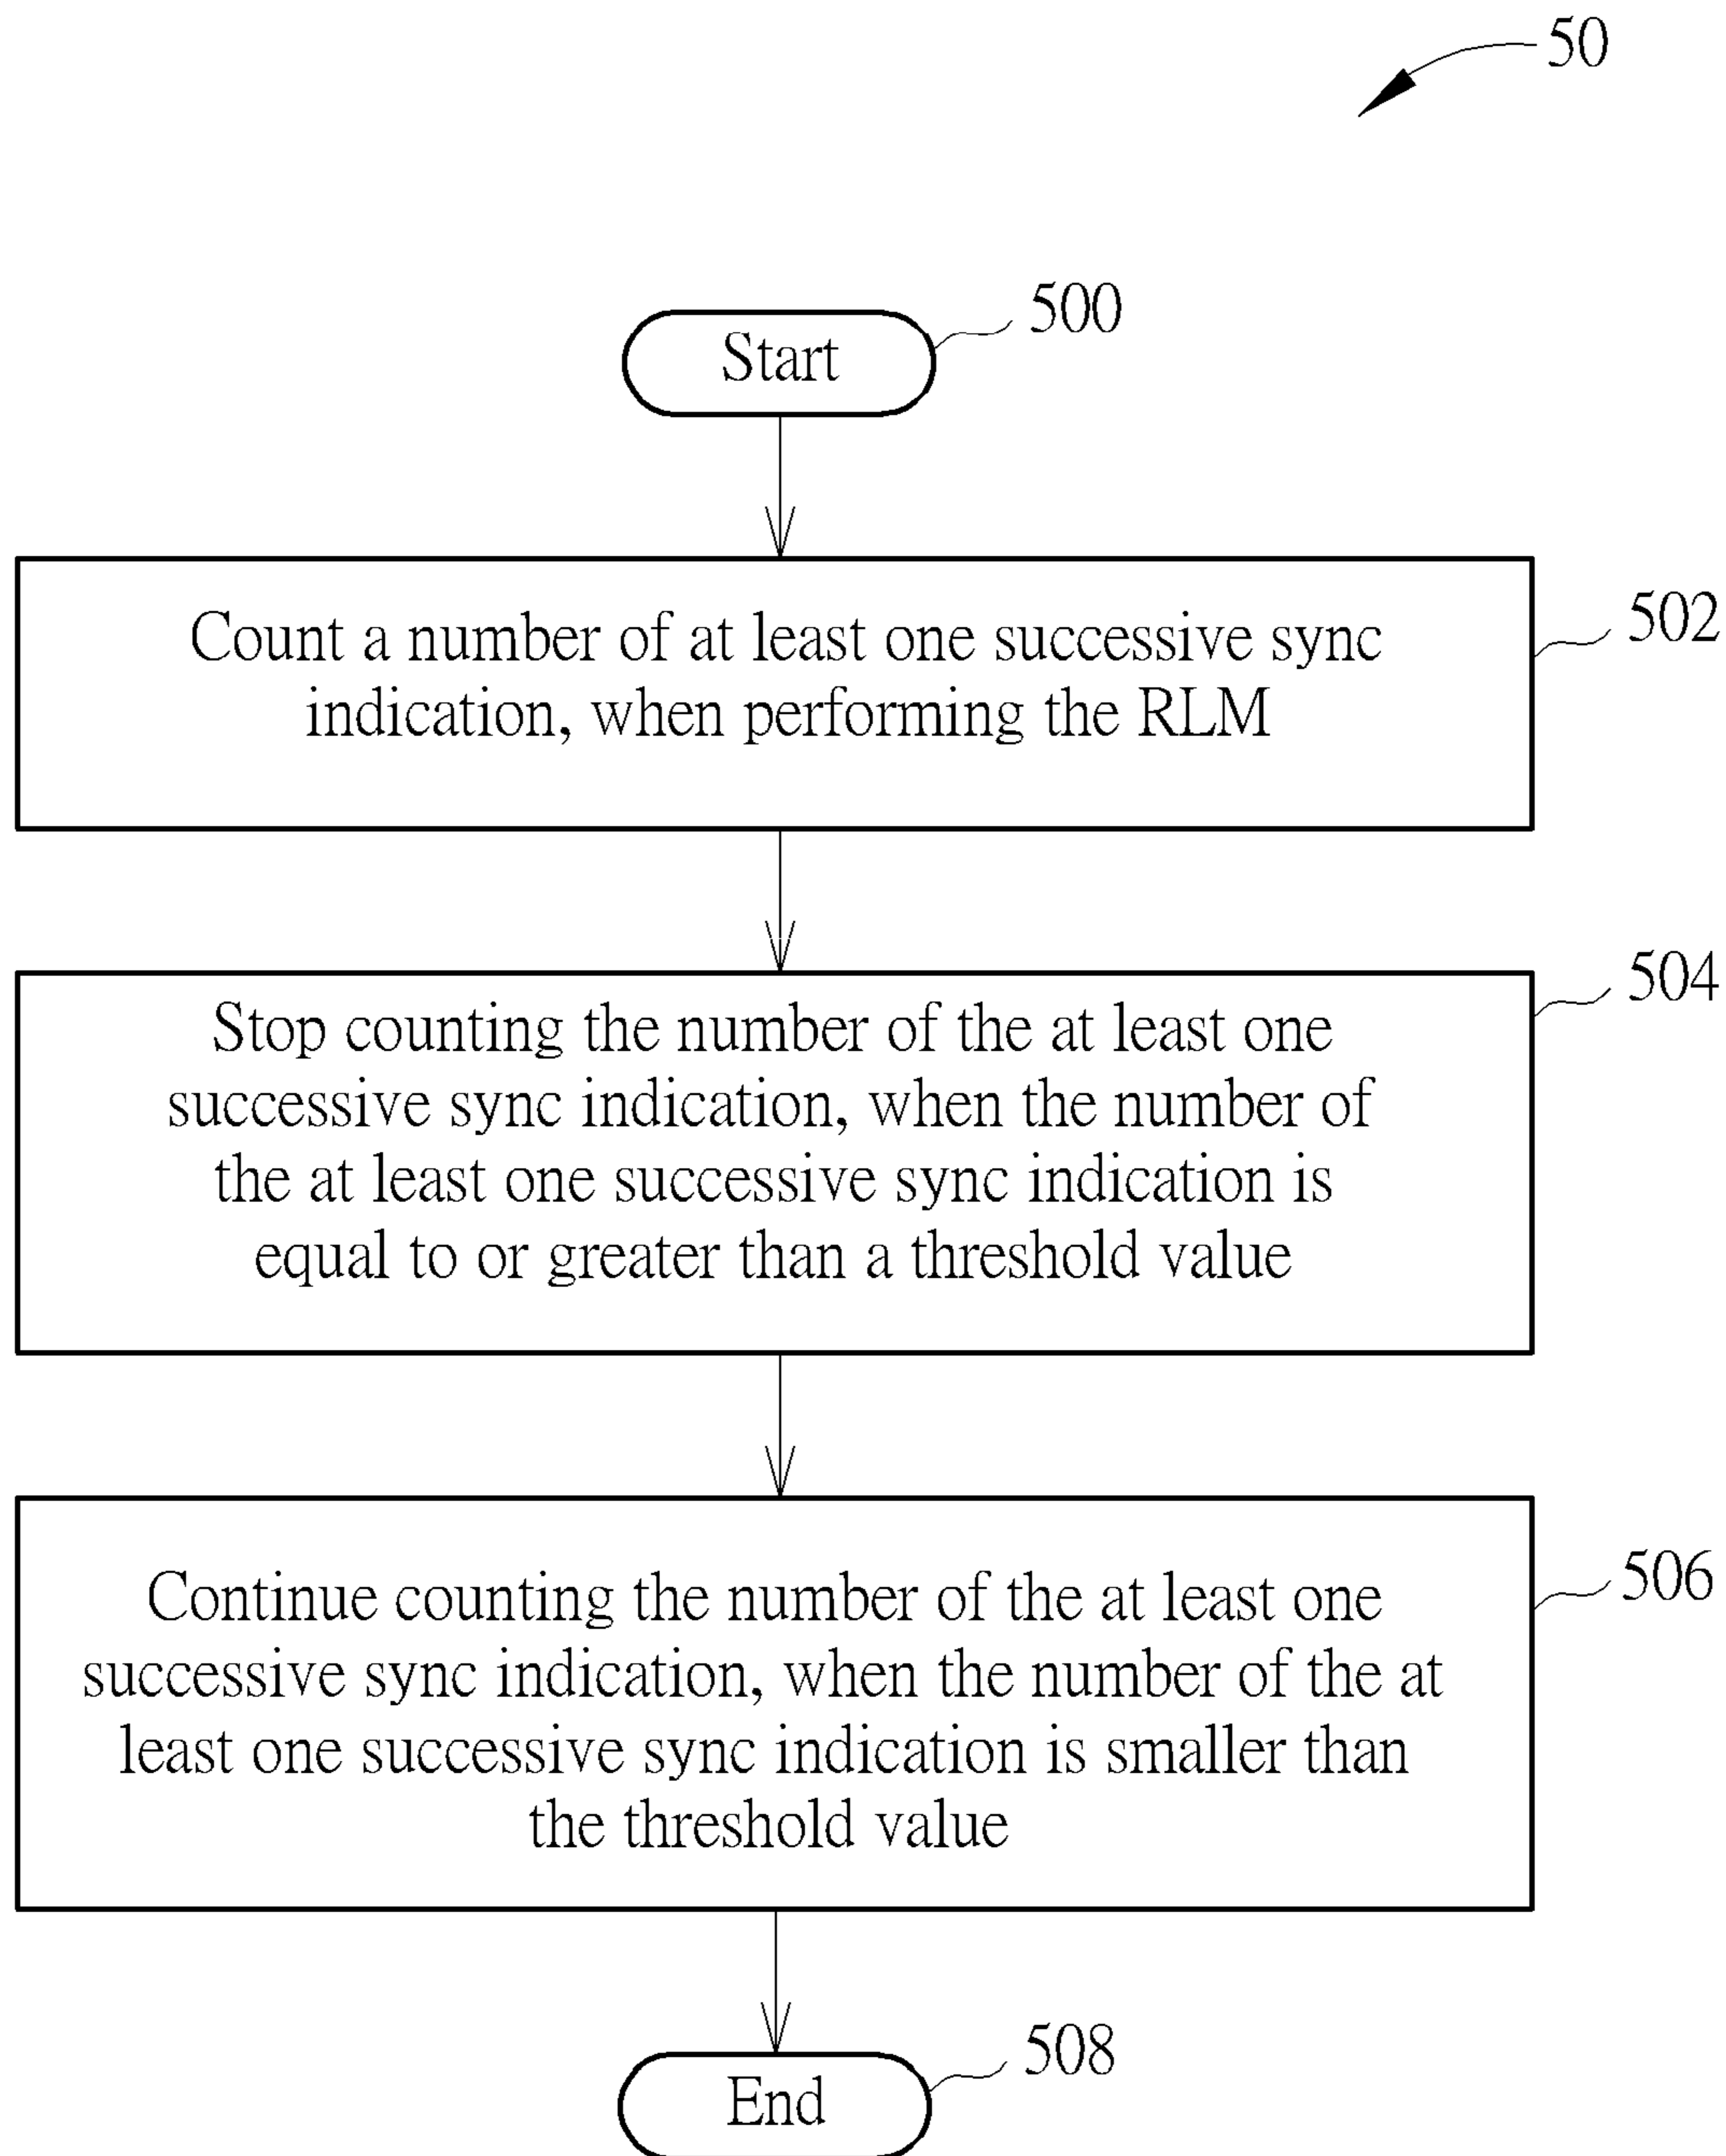 50
Start
500
Count a number of at least one successive sync
indication, when performing the RLM
502
Stop counting the number of the at least one
successive sync indication, when the number of
the at least one successive sync indication is
equal to or greater than a threshold value
504
Continue counting the number of the at least one
successive sync indication, when the number of the at
least one successive sync indication is smaller than
the threshold value
506
End
508